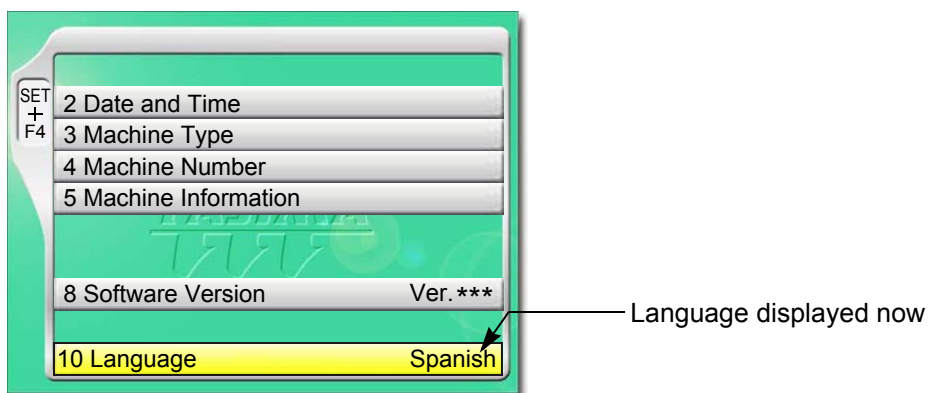 SET
+
F4
2 Date and Time
3 Machine Type
4 Machine Number
5 Machine Information
8 Software Version Ver.***
10 Language Spanish
Language displayed now